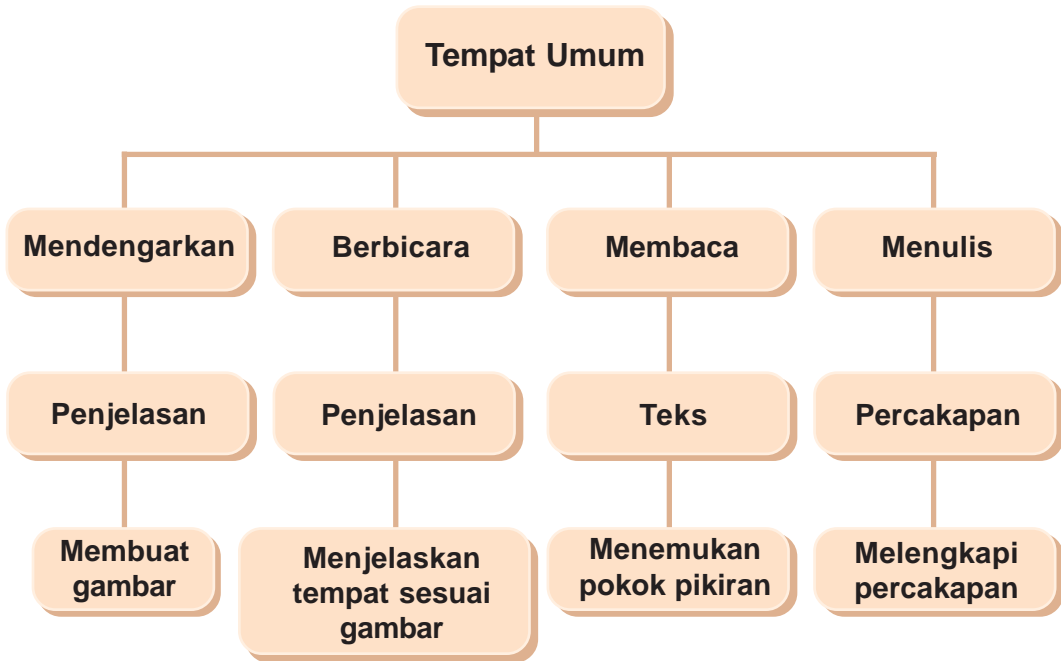 Tempat Umum
Mendengarkan
Berbicara
Membaca
Menulis
Penjelasan
Penjelasan
Teks
Percakapan
Membuat
gambar
Menjelaskan
tempat sesuai
gambar
Menemukan
pokok pikiran
Melengkapi
percakapan